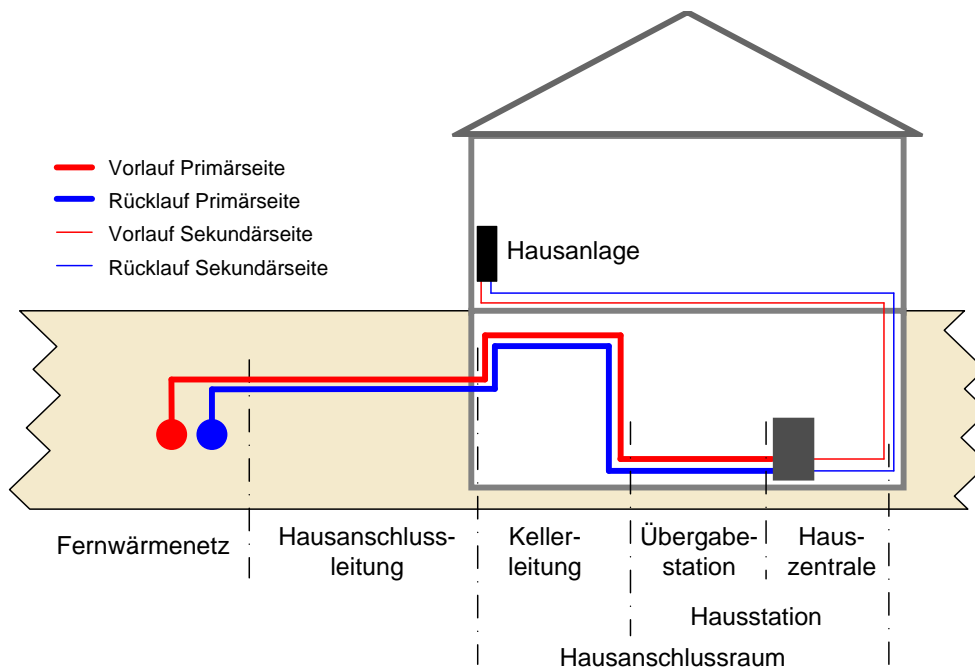 Vorlauf Primärseite
Rücklauf Primärseite
Vorlauf Sekundärseite
Rücklauf Sekundärseite
Hausanlage
Fernwärmenetz
Hausanschluss-
leitung
Keller-
leitung
Übergabe-
station
Haus-
zentrale
Hausstation
Hausanschlussraum